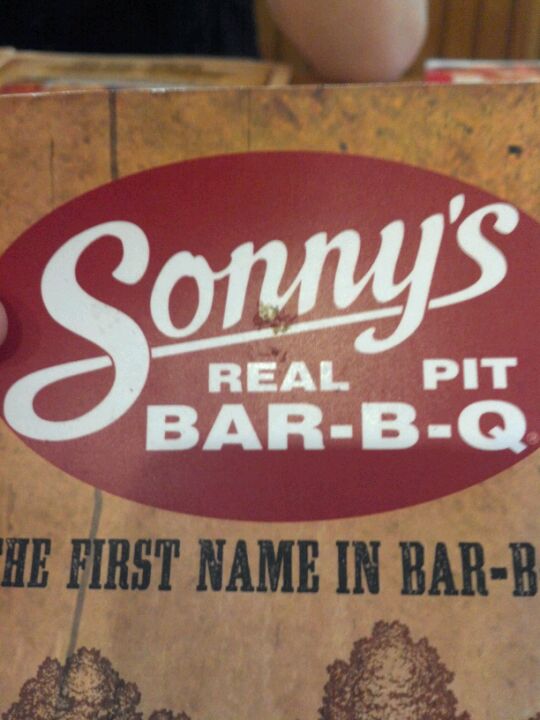 Sonny's
REAL PIT
BAR-B-Q
HE FIRST NAME IN BAR-B